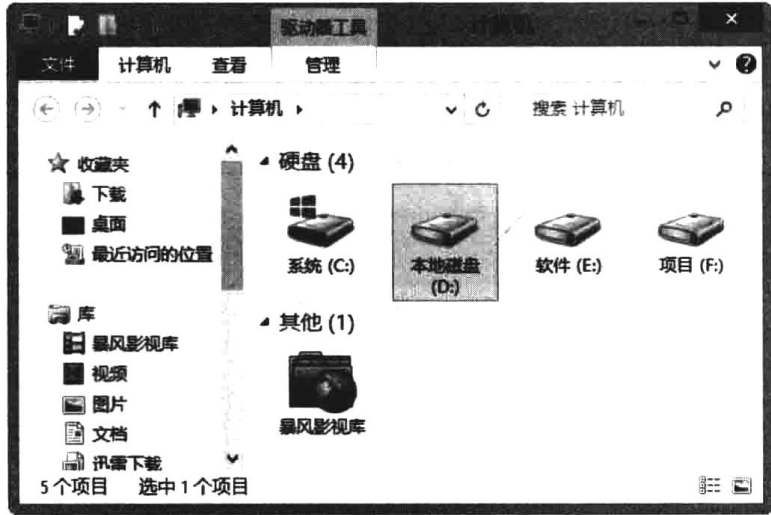 驱动器工具 计算机
文件 计算机 查看 管理
计算机 搜索 计算机
收藏夹
下载
桌面
最近访问的位置
库
暴风影视库
视频
图片
文档
迅雷下载
硬盘 (4)
系统 (C:) 本地磁盘 (D:) 软件 (E:) 项目 (F:)
其他 (1)
暴风影视库
5个项目 选中1个项目